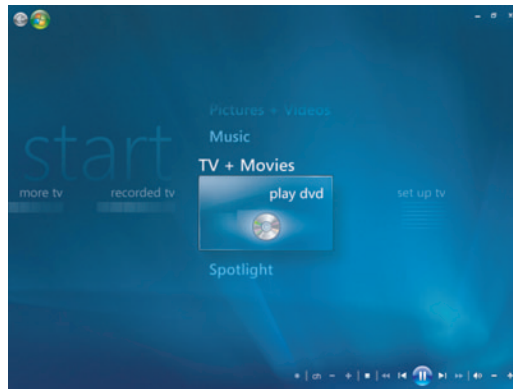 start
Pictures + Videos
Music
TV + Movies
more tv
recorded tv
play dvd
set up tv
Spotlight
ch